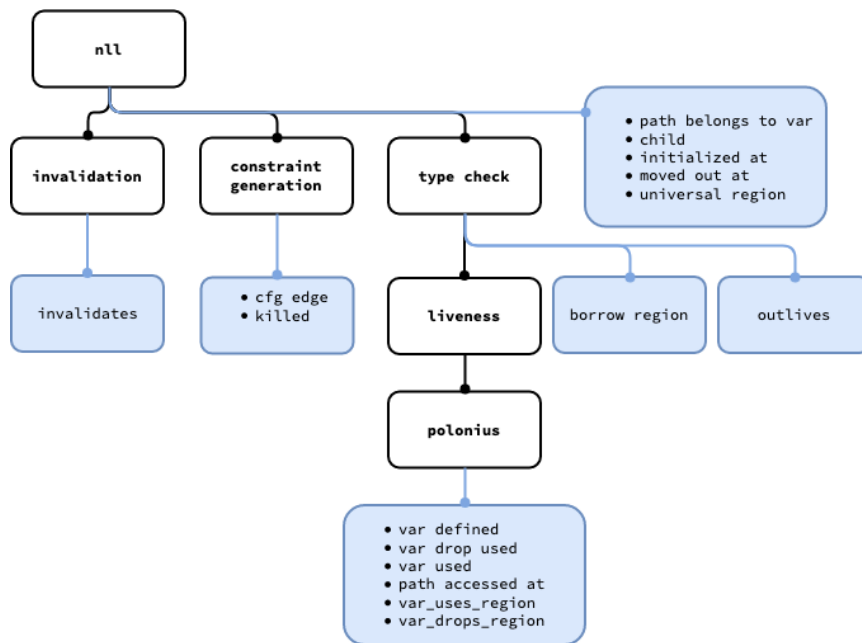 nll
• path belongs to var
• child
• initialized at
• moved out at
• universal region
invalidation
constraint
generation
type check
invalidates
• cfg edge
• killed
liveness
borrow region
outlives
polonius
• var defined
• var drop used
• var used
• path accessed at
• var_uses_region
• var_drops_region